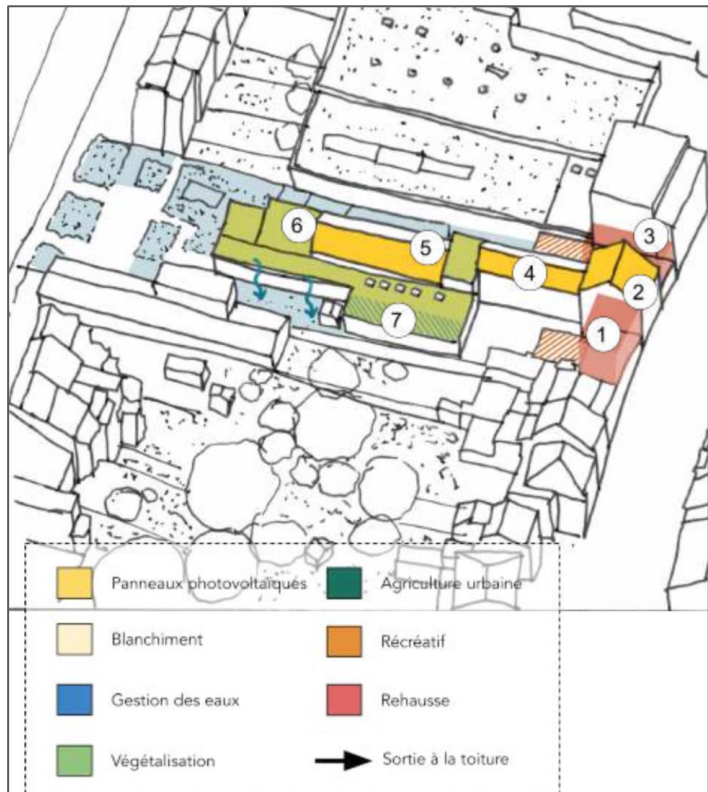 3
6
5
2
4
7
1
Panneaux photovoltaïques
Agriculture urbaine
Blanchiment
Récréatif
Gestion des eaux
Rehausse
Végétalisation
Sortie à la toiture